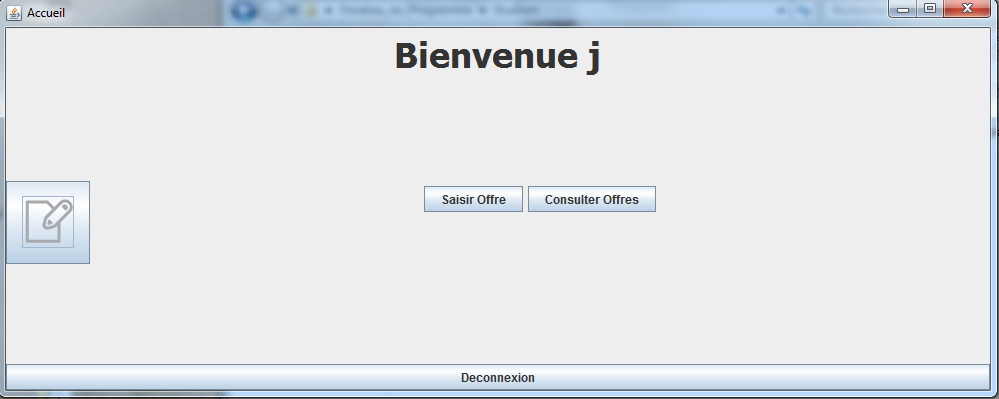 Accueil
Bienvenue j
Saisir Offre
Consulter Offres
Deconnexion